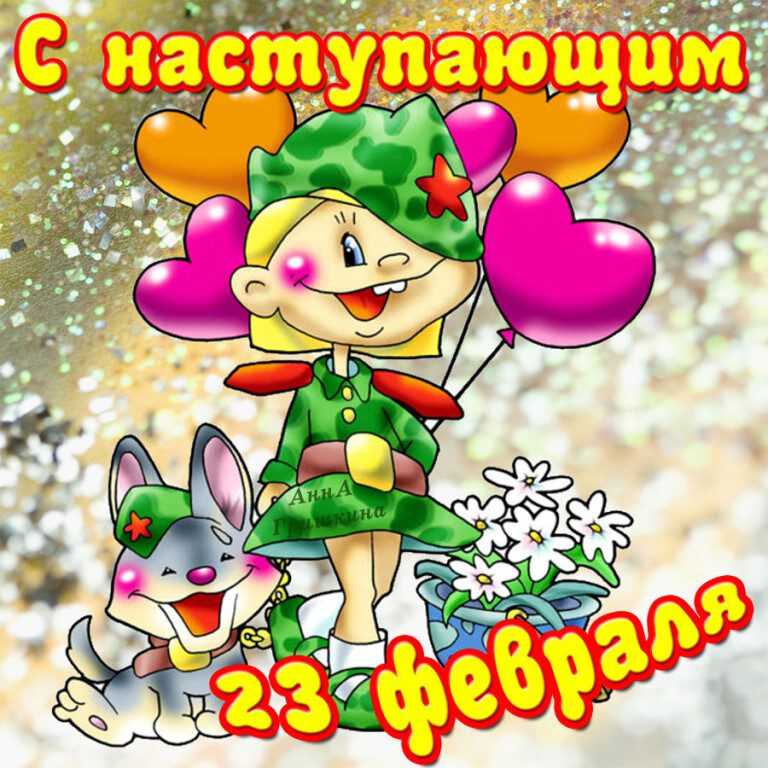 С наступающим
АннА
Гришкина
23 февраля